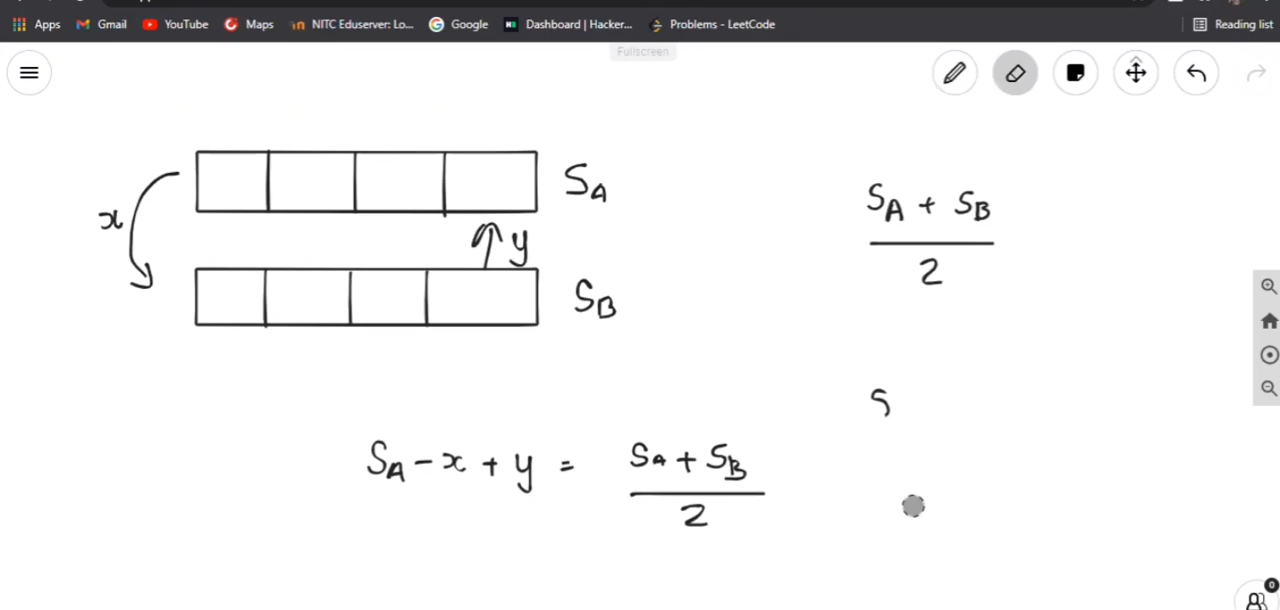 Apps Gmail YouTube Maps NITC Eduserver: Lo... Google Dashboard | Hacker... Problems - LeetCode Reading list
Fullscreen
S_A
x
y
S_B
S_A + S_B
2
S
S_A - x + y = S_A + S_B
2
0